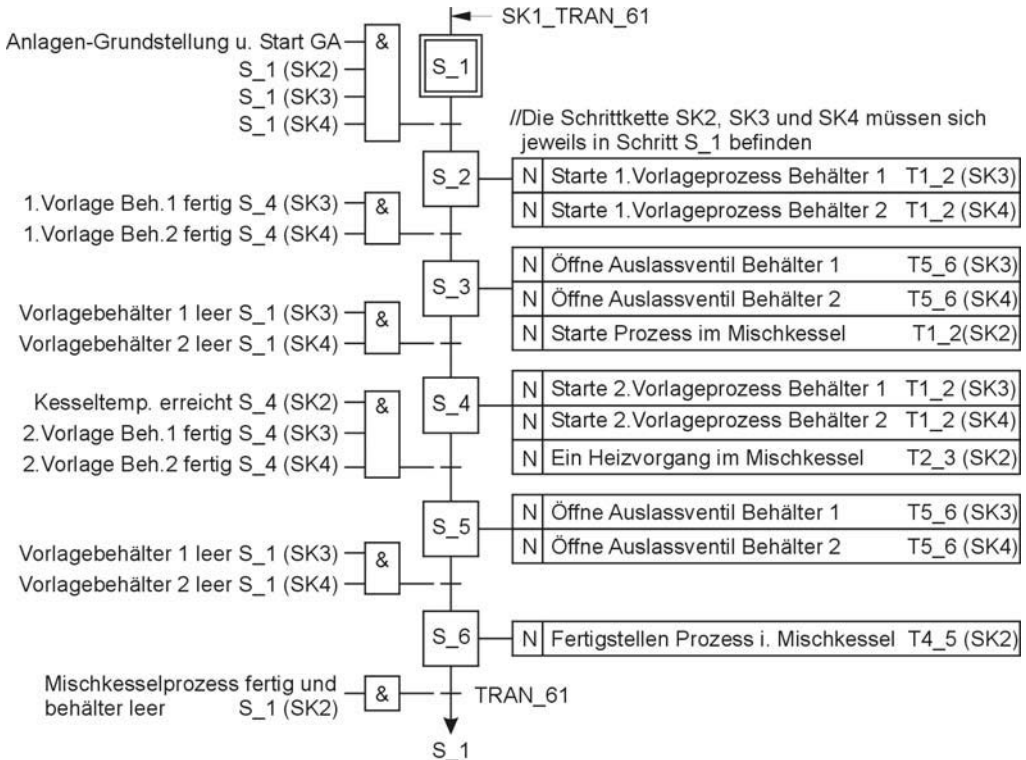 SK1_TRAN_61
Anlagen-Grundstellung u. Start GA
&
S_1 (SK2)
S_1 (SK3)
S_1 (SK4)
S_1
//Die Schrittkette SK2, SK3 und SK4 müssen sich
jeweils in Schritt S_1 befinden
S_2
N Starte 1.Vorlageprozess Behälter 1 T1_2 (SK3)
N Starte 1.Vorlageprozess Behälter 2 T1_2 (SK4)
1.Vorlage Beh.1 fertig S_4 (SK3)
&
1.Vorlage Beh.2 fertig S_4 (SK4)
S_3
N Öffne Auslassventil Behälter 1 T5_6 (SK3)
N Öffne Auslassventil Behälter 2 T5_6 (SK4)
N Starte Prozess im Mischkessel T1_2(SK2)
Vorlagebehälter 1 leer S_1 (SK3)
&
Vorlagebehälter 2 leer S_1 (SK4)
S_4
N Starte 2.Vorlageprozess Behälter 1 T1_2 (SK3)
N Starte 2.Vorlageprozess Behälter 2 T1_2 (SK4)
N Ein Heizvorgang im Mischkessel T2_3 (SK2)
Kesseltemp. erreicht S_4 (SK2)
&
2.Vorlage Beh.1 fertig S_4 (SK3)
2.Vorlage Beh.2 fertig S_4 (SK4)
S_5
N Öffne Auslassventil Behälter 1 T5_6 (SK3)
N Öffne Auslassventil Behälter 2 T5_6 (SK4)
Vorlagebehälter 1 leer S_1 (SK3)
&
Vorlagebehälter 2 leer S_1 (SK4)
S_6
N Fertigstellen Prozess i. Mischkessel T4_5 (SK2)
Mischkesselprozess fertig und
behälter leer S_1 (SK2)
&
TRAN_61
S_1